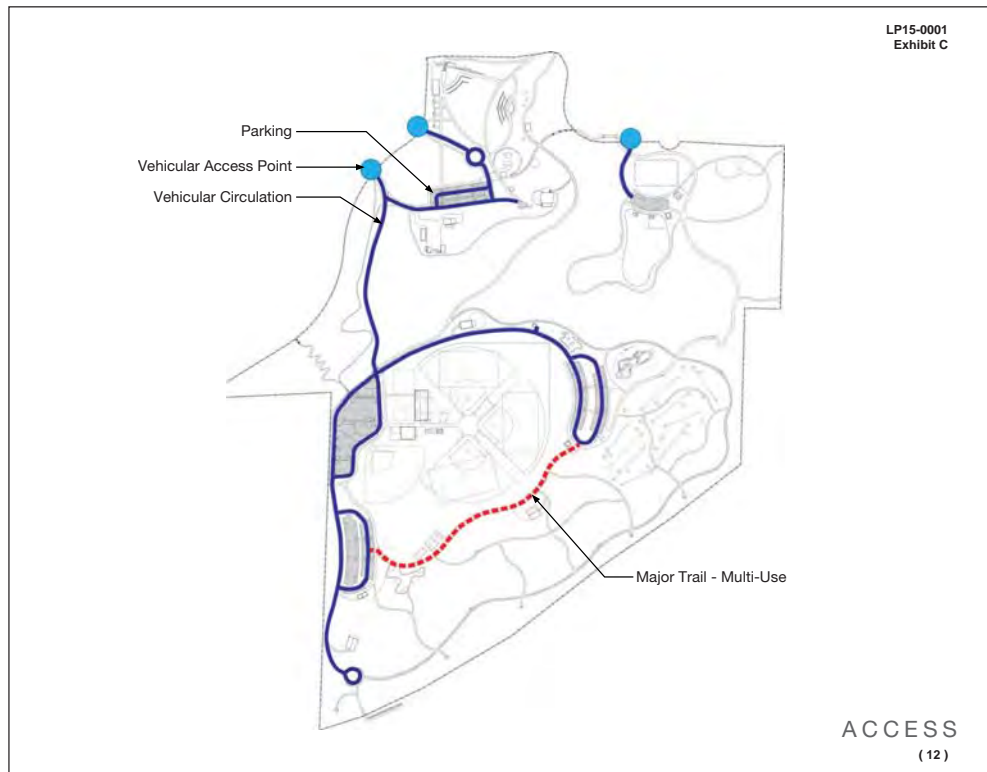 LP15-0001
Exhibit C
Parking
Vehicular Access Point
Vehicular Circulation
Major Trail - Multi-Use
ACCESS
( 12 )